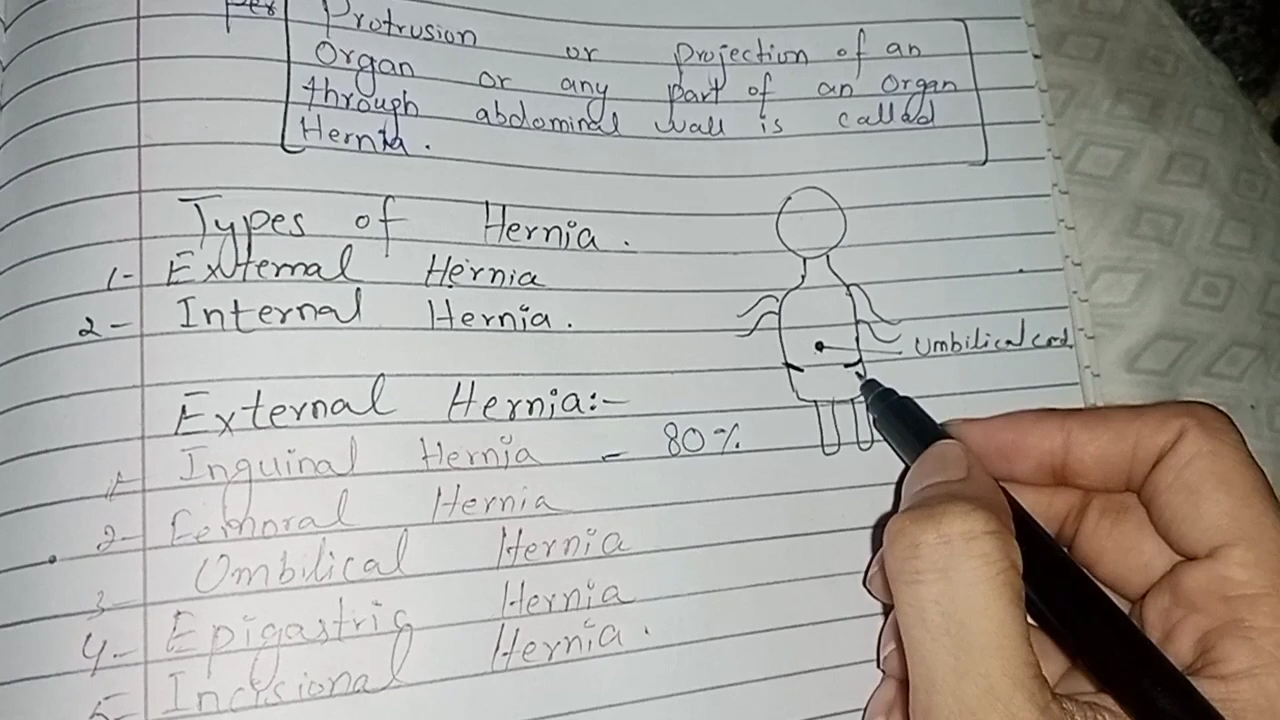 Protrusion or projection of an
Organ or any part of an Organ
through abdominal wall is called
Hernia.
Types of Hernia.
1- External Hernia
2- Internal Hernia.
Umbilical cord
External Hernia:-
1- Inguinal Hernia - 80%
2- Femoral Hernia
3- Umbilical Hernia
4- Epigastric Hernia
5- Incisional Hernia.